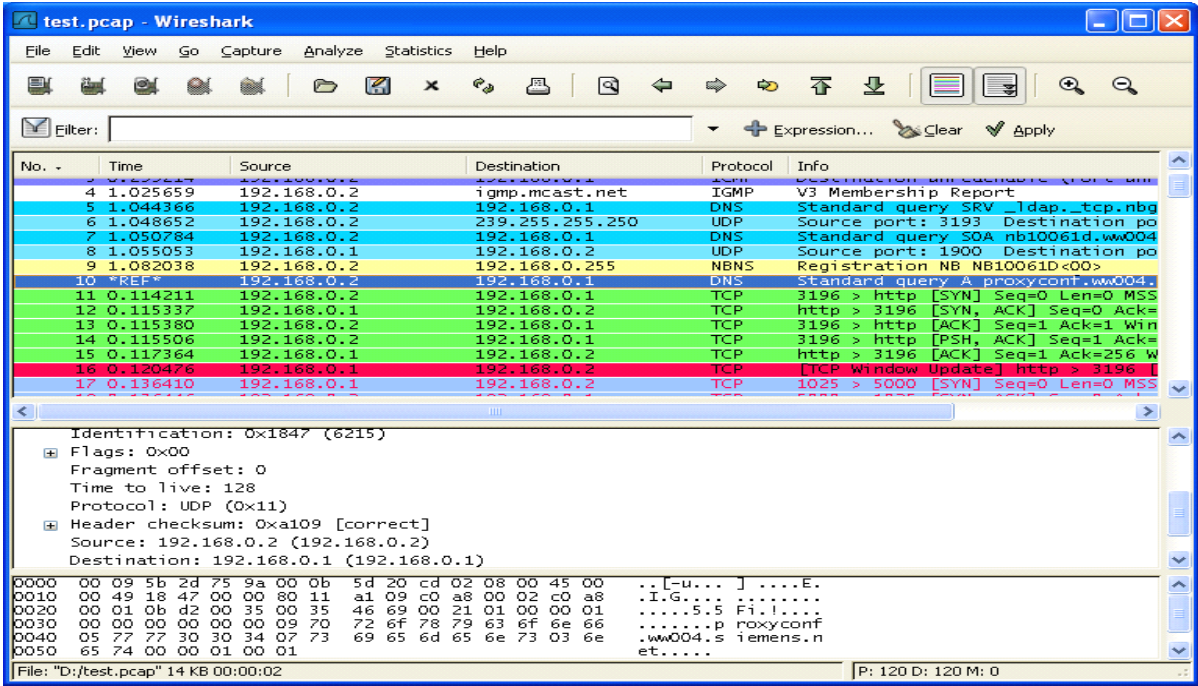 test.pcap - Wireshark
File Edit View Go Capture Analyze Statistics Help
Filter: Expression... Clear Apply
No. Time Source Destination Protocol Info
4 1.025659 192.168.0.2 igmp.mcast.net IGMP V3 Membership Report
5 1.044366 192.168.0.2 192.168.0.1 DNS Standard query SRV _ldap._tcp.nbg
6 1.048652 192.168.0.2 239.255.255.250 UDP Source port: 3193 Destination po
7 1.050784 192.168.0.2 192.168.0.1 DNS Standard query SOA nb10061d.ww004
8 1.055053 192.168.0.1 192.168.0.2 UDP Source port: 1900 Destination po
9 1.082038 192.168.0.2 192.168.0.255 NBNS Registration NB NB10061D<00>
10 *REF* 192.168.0.2 192.168.0.1 DNS Standard query A proxyconf.ww004.
11 0.114211 192.168.0.2 192.168.0.1 TCP 3196 > http [SYN] Seq=0 Len=0 MSS
12 0.115337 192.168.0.1 192.168.0.2 TCP http > 3196 [SYN, ACK] Seq=0 Ack=
13 0.115380 192.168.0.2 192.168.0.1 TCP 3196 > http [ACK] Seq=1 Ack=1 Win
14 0.115506 192.168.0.2 192.168.0.1 TCP 3196 > http [PSH, ACK] Seq=1 Ack=
15 0.117364 192.168.0.1 192.168.0.2 TCP http > 3196 [ACK] Seq=1 Ack=256 W
16 0.120476 192.168.0.1 192.168.0.2 TCP [TCP Window Update] http > 3196 [
17 0.136410 192.168.0.1 192.168.0.2 TCP 1025 > 5000 [SYN] Seq=0 Len=0 MSS
Identification: 0x1847 (6215)
Flags: 0x00
Fragment offset: 0
Time to live: 128
Protocol: UDP (0x11)
Header checksum: 0xa109 [correct]
Source: 192.168.0.2 (192.168.0.2)
Destination: 192.168.0.1 (192.168.0.1)
0000 00 09 5b 2d 75 9a 00 0b 5d 20 cd 02 08 00 45 00 ..[-u... ] ....E.
0010 00 49 18 47 00 00 80 11 a1 09 c0 a8 00 02 c0 a8 .I.G.... ........
0020 00 01 0b d2 00 35 00 35 46 69 00 21 01 00 00 01 .....5.5 Fi.!....
0030 00 00 00 00 00 00 09 70 72 6f 78 79 63 6f 6e 66 .......p roxyconf
0040 05 77 77 30 30 34 07 73 69 65 6d 65 6e 73 03 6e .ww004.s iemens.n
0050 65 74 00 00 01 00 01 et.....
File: "D:/test.pcap" 14 KB 00:00:02 P: 120 D: 120 M: 0